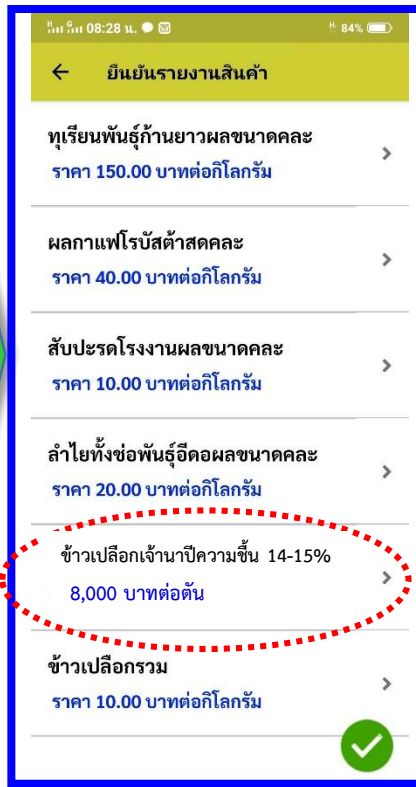 08:28 น. H 84%
ยืนยันรายงานสินค้า
ทุเรียนพันธุ์ก้านยาวผลขนาดคละ
ราคา 150.00 บาทต่อกิโลกรัม
ผลกาแฟโรบัสต้าสดคละ
ราคา 40.00 บาทต่อกิโลกรัม
สับปะรดโรงงานผลขนาดคละ
ราคา 10.00 บาทต่อกิโลกรัม
ลำไยทั้งช่อพันธุ์อีดอผลขนาดคละ
ราคา 20.00 บาทต่อกิโลกรัม
ข้าวเปลือกเจ้านาปีความชื้น 14-15%
8,000 บาทต่อตัน
ข้าวเปลือกรวม
ราคา 10.00 บาทต่อกิโลกรัม